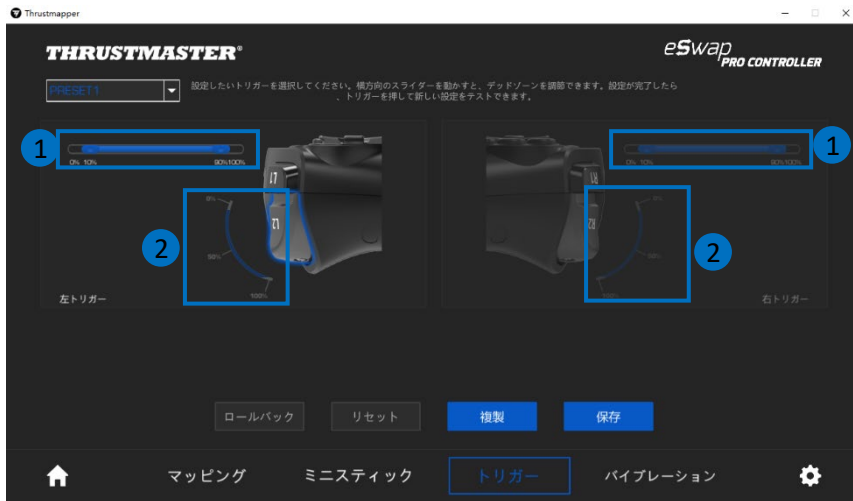 Thrustmapper
THRUSTMASTER®
eSwap
PRO CONTROLLER
PRESET1
設定したいトリガーを選択してください。横方向のスライダーを動かすと、デッドゾーンを調節できます。設定が完了したら
、トリガーを押して新しい設定をテストできます。
1
0% 10% 90%100%
1
0% 10% 90%100%
L1
L2
R1
R2
2
0%
50%
100%
2
0%
50%
100%
左トリガー
右トリガー
ロールバック リセット 複製 保存
マッピング ミニスティック トリガー バイブレーション